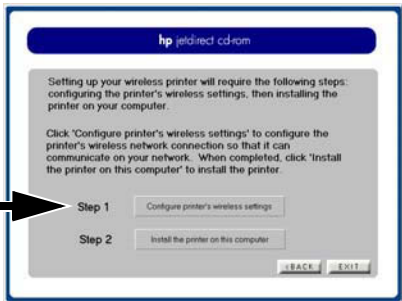 hp jetdirect cd-rom
Setting up your wireless printer will require the following steps:
configuring the printer's wireless settings, then installing the
printer on your computer.
Click 'Configure printer's wireless settings' to configure the
printer's wireless network connection so that it can
communicate on your network. When completed, click 'Install
the printer on this computer' to install the printer.
Step 1 Configure printer's wireless settings
Step 2 Install the printer on this computer
<BACK EXIT